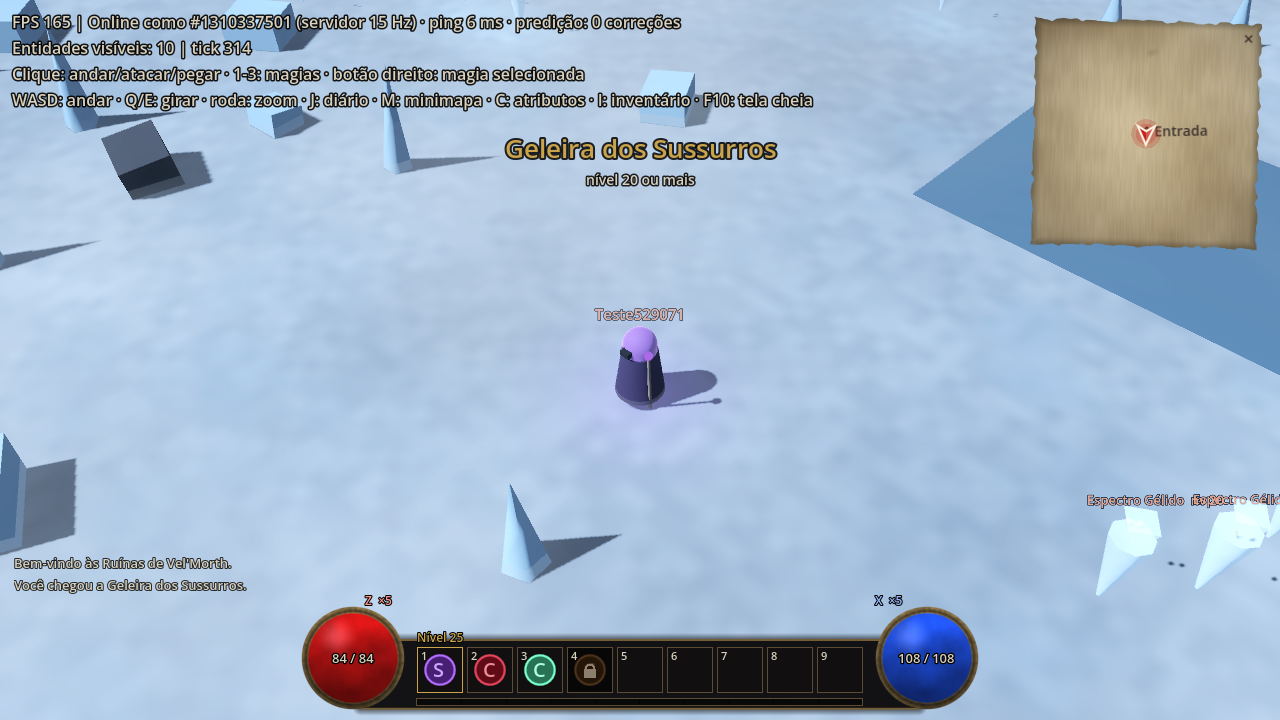 FPS 165 | Online como #1310337501 (servidor 15 Hz) · ping 6 ms · predição: 0 correções
Entidades visíveis: 10 | tick 314
Clique: andar/atacar/pegar · 1-3: magias · botão direito: magia selecionada
WASD: andar · Q/E: girar · roda: zoom · J: diário · M: minimapa · C: atributos · I: inventário · F10: tela cheia
×
Entrada
Geleira dos Sussurros
nível 20 ou mais
Teste529071
Espectro Gélido
Bem-vindo às Ruínas de Vel'Morth.
Você chegou a Geleira dos Sussurros.
Z ×5
X ×5
Nível 25
84 / 84
1 2 3 4 5 6 7 8 9
S C C
108 / 108